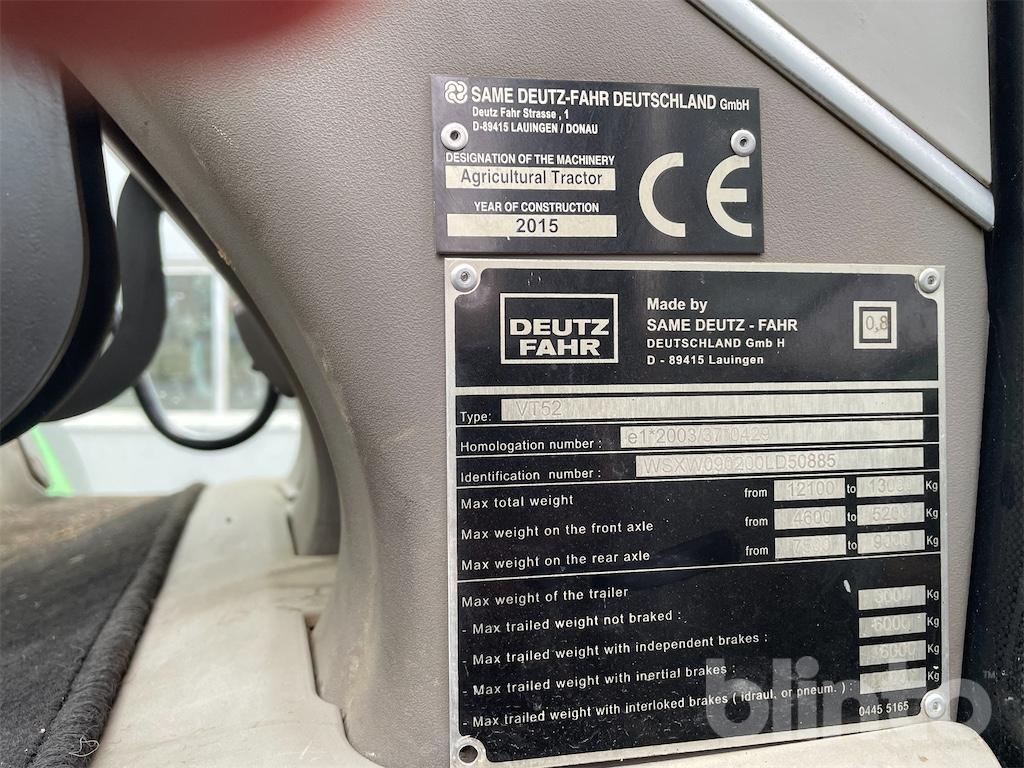 SAME DEUTZ-FAHR DEUTSCHLAND GmbH
Deutz Fahr Strasse , 1
D-89415 LAUINGEN / DONAU
DESIGNATION OF THE MACHINERY
Agricultural Tractor
YEAR OF CONSTRUCTION
2015
CE
DEUTZ
FAHR
Made by
SAME DEUTZ - FAHR
DEUTSCHLAND Gmb H
D - 89415 Lauingen
0,8
Type: VT52
Homologation number : e1*2003/37*0429
Identification number : WSXW090200LD50885
Max total weight from 12100 to Kg
Max weight on the front axle from 4600 to 5200 Kg
Max weight on the rear axle from to Kg
Max weight of the trailer
- Max trailed weight not braked : 3000 Kg
- Max trailed weight with independent brakes : 6000 Kg
- Max trailed weight with inertial brakes : Kg
- Max trailed weight with interloked brakes ( idraul. or pneum. ) : Kg
0445 5165
blinto™